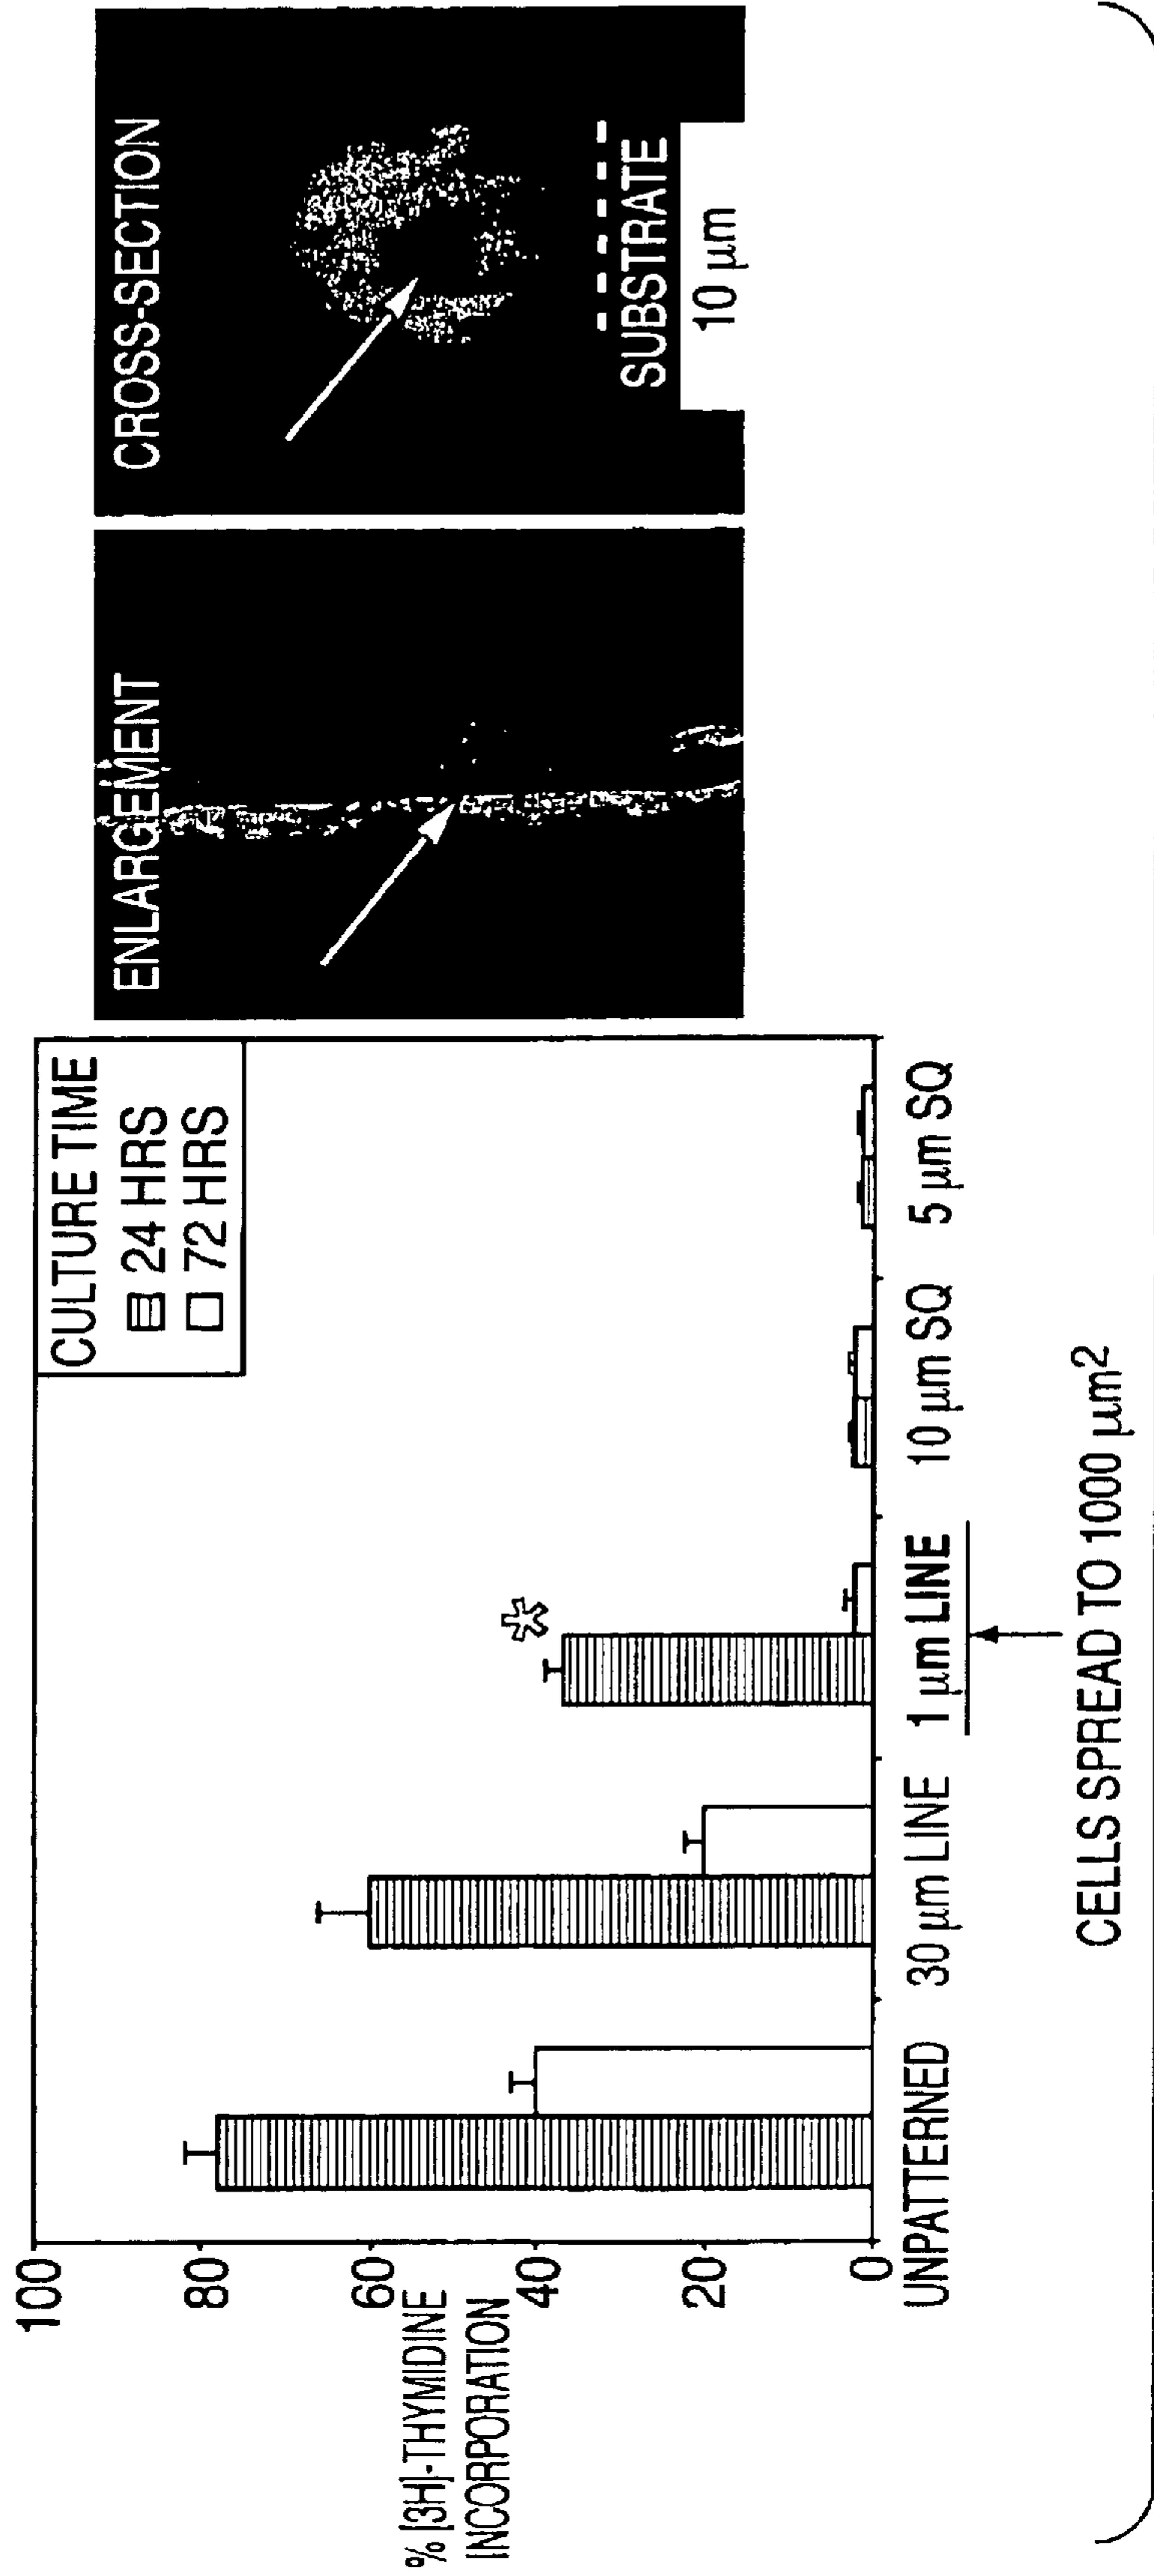 % [3H]-THYMIDINE
INCORPORATION
100
80
60
40
20
0
CULTURE TIME
24 HRS
72 HRS
*
UNPATTERNED
30 μm LINE
1 μm LINE
10 μm SQ
5 μm SQ
CELLS SPREAD TO 1000 μm²
ENLARGEMENT
CROSS-SECTION
SUBSTRATE
10 μm